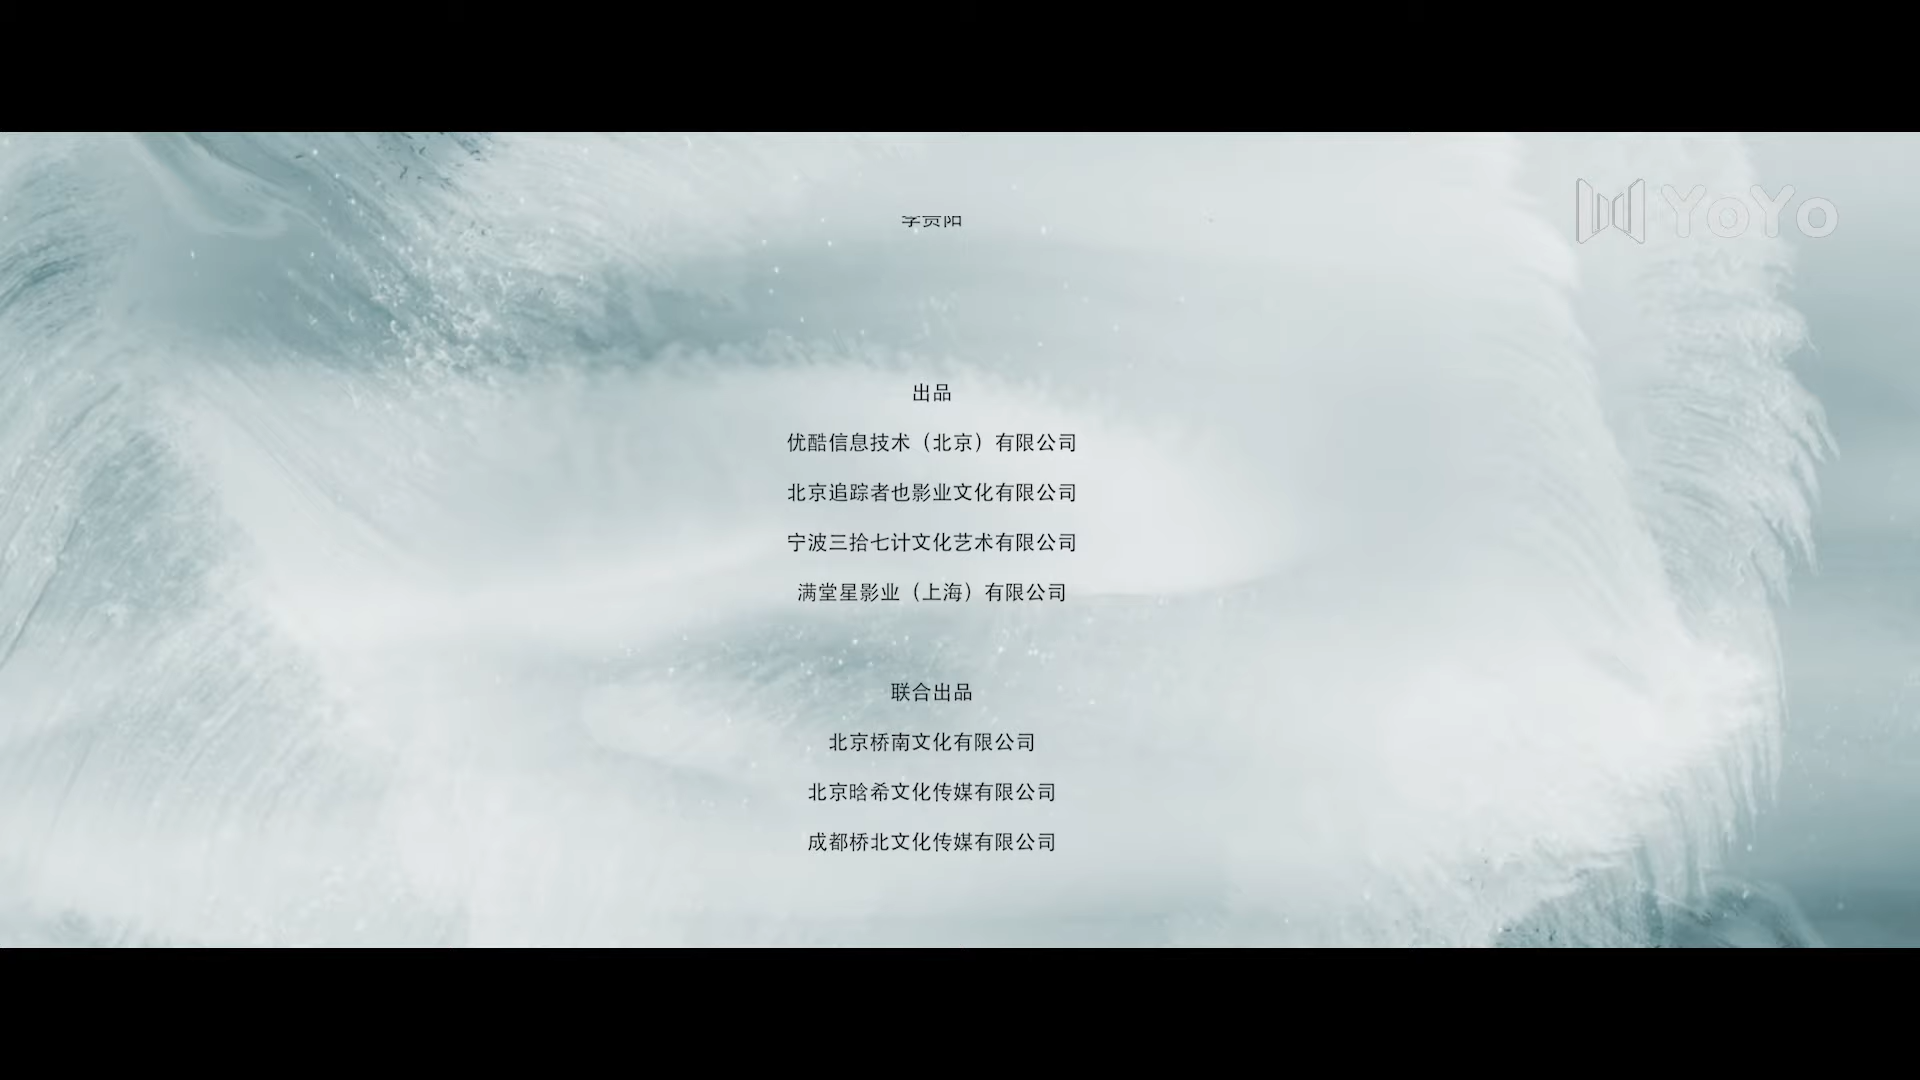 YoYo
出品
优酷信息技术（北京）有限公司
北京追踪者也影业文化有限公司
宁波三拾七计文化艺术有限公司
满堂星影业（上海）有限公司
联合出品
北京桥南文化有限公司
北京晗希文化传媒有限公司
成都桥北文化传媒有限公司